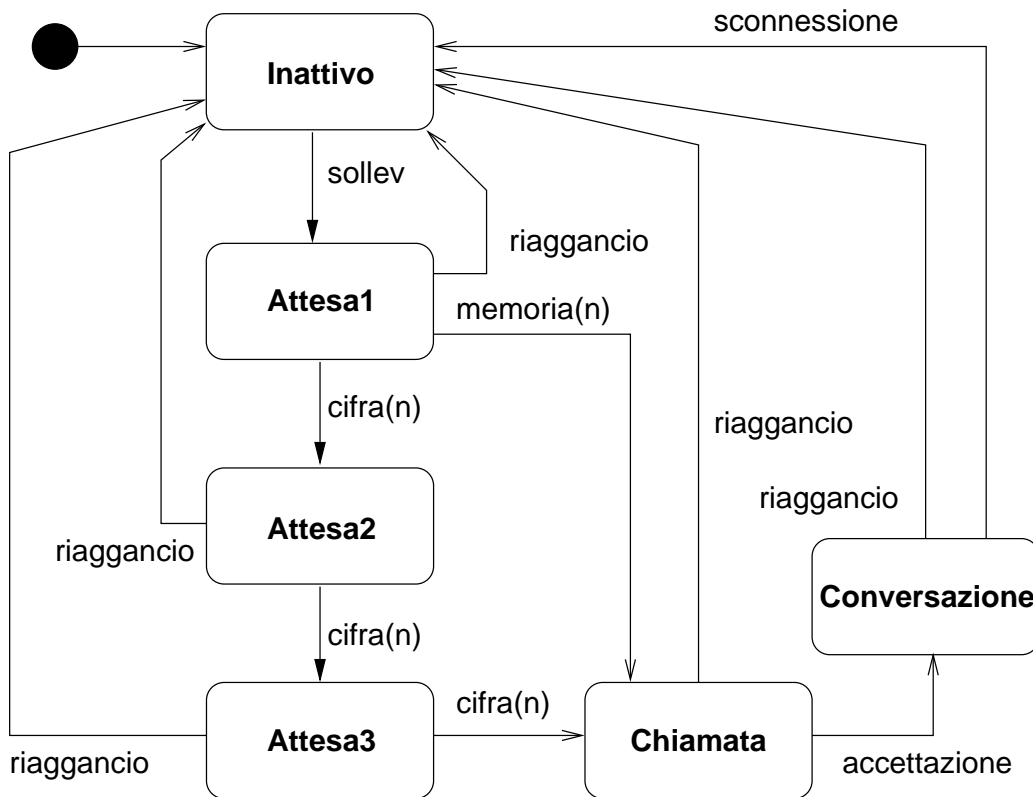 sconnessione
Inattivo
sollev
riaggancio
Attesa1
memoria(n)
cifra(n)
riaggancio
riaggancio
Attesa2
riaggancio
Conversazione
cifra(n)
cifra(n)
Attesa3
Chiamata
riaggancio
accettazione